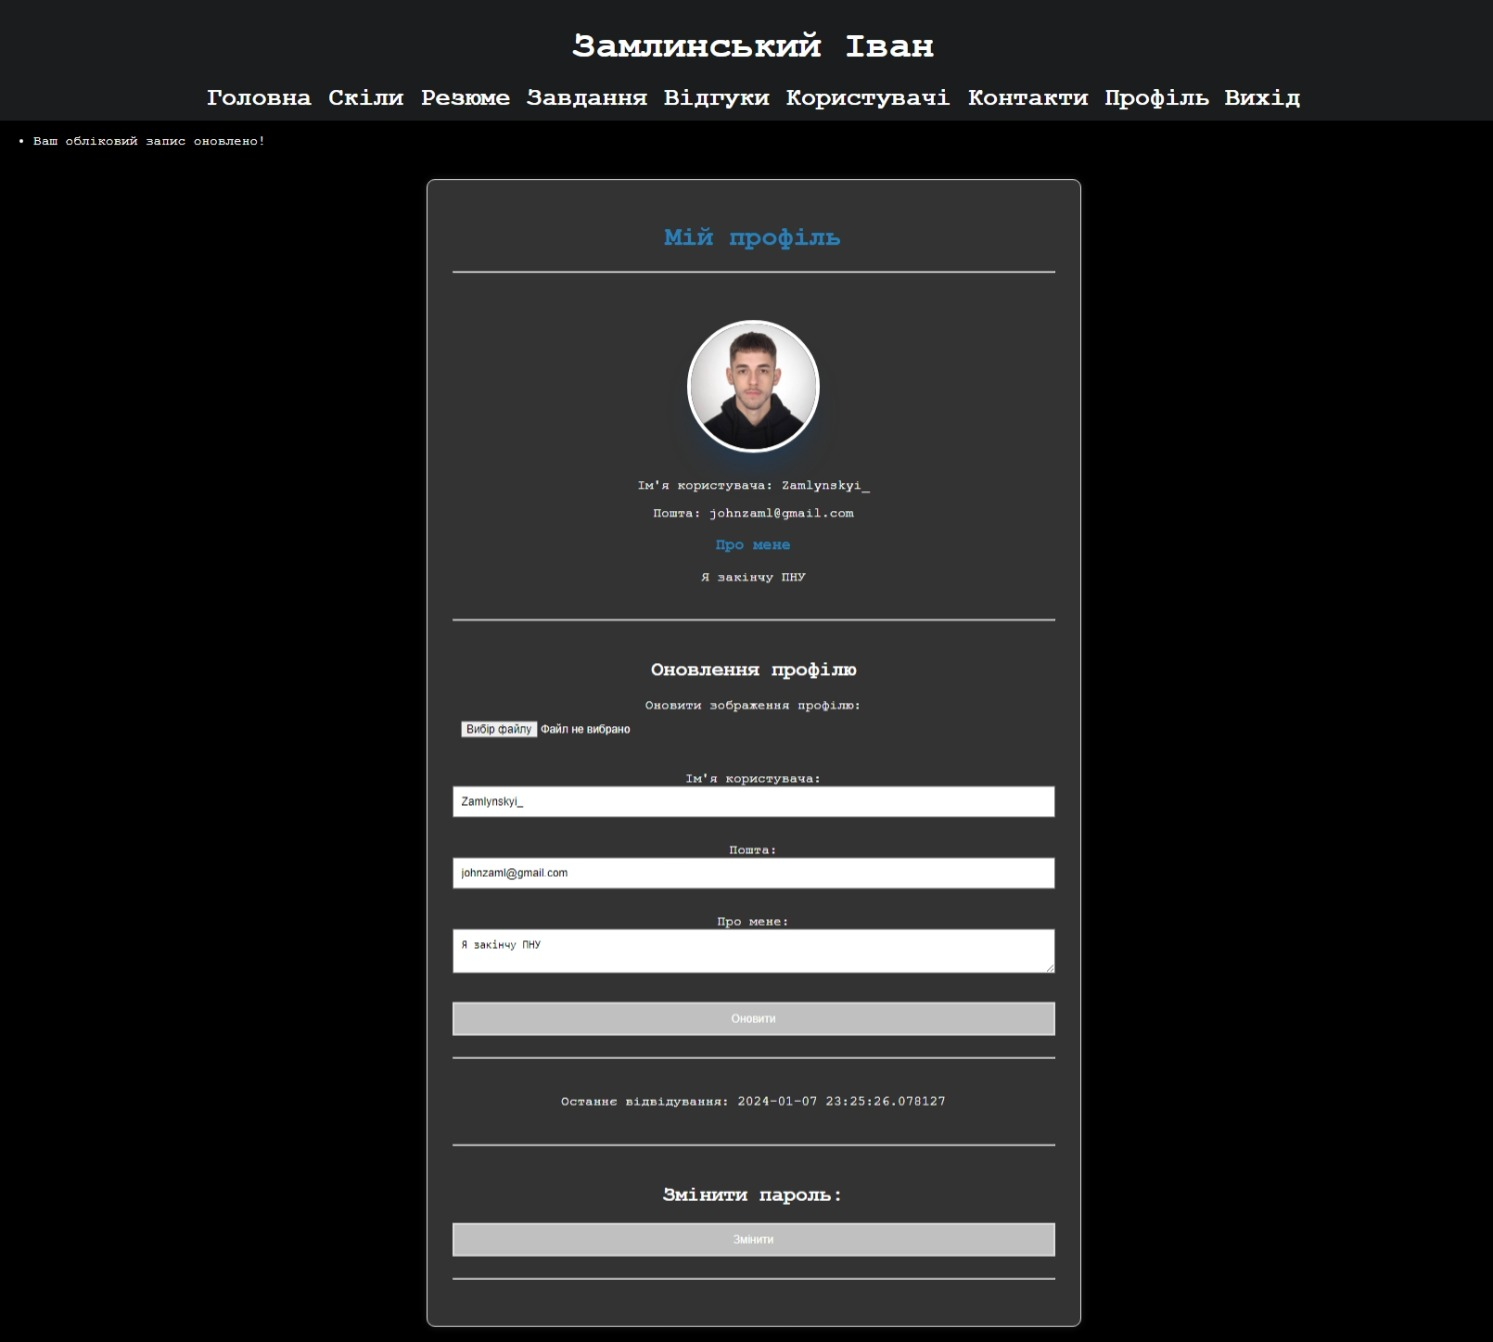 Замлинський Іван
Головна Скіли Резюме Завдання Відгуки Користувачі Контакти Профіль Вихід
• Ваш обліковий запис оновлено!
Мій профіль
Ім'я користувача: Zamlynskyi_
Пошта: johnzaml@gmail.com
Про мене
Я закінчу ПНУ
Оновлення профілю
Оновити зображення профілю:
Вибір файлу Файл не вибрано
Ім'я користувача:
Zamlynskyi_
Пошта:
johnzaml@gmail.com
Про мене:
Я закінчу ПНУ
Оновити
Останнє відвідування: 2024-01-07 23:25:26.078127
Змінити пароль:
Змінити